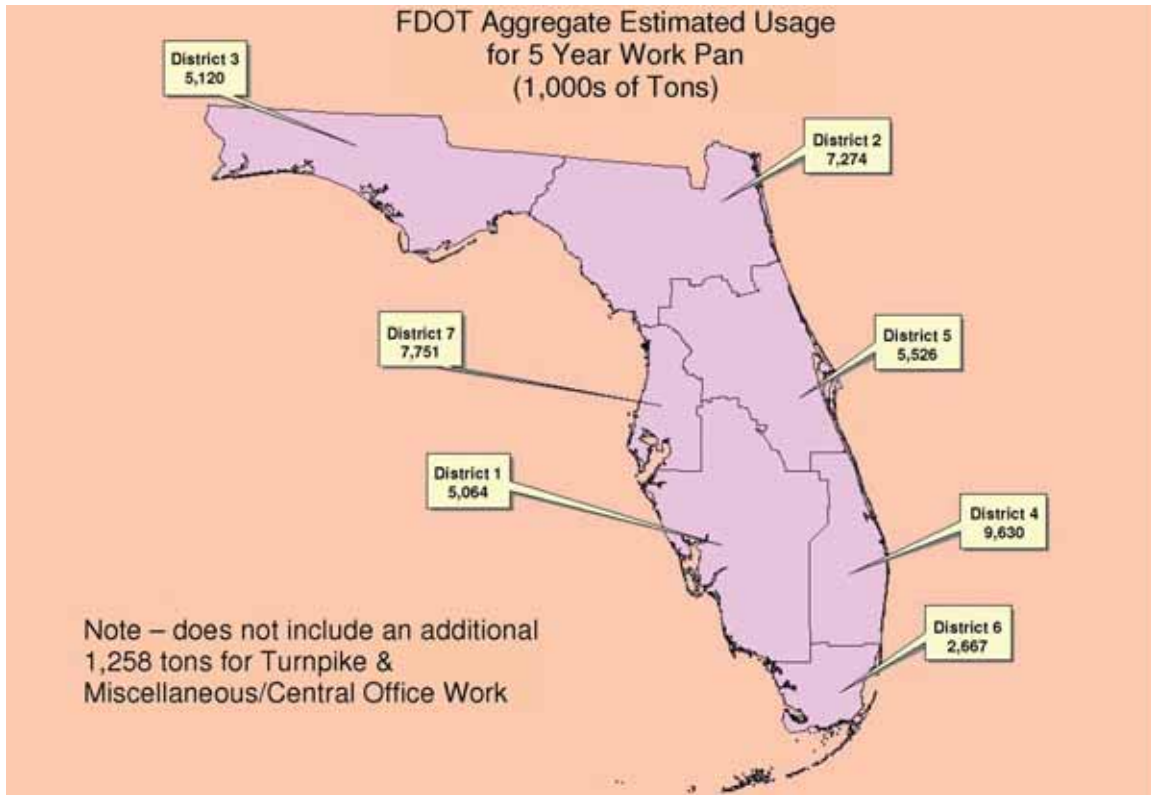 FDOT Aggregate Estimated Usage
for 5 Year Work Pan
(1,000s of Tons)
District 3
5,120
District 2
7,274
District 7
7,751
District 5
5,526
District 1
5,064
District 4
9,630
District 6
2,667
Note – does not include an additional
1,258 tons for Turnpike &
Miscellaneous/Central Office Work